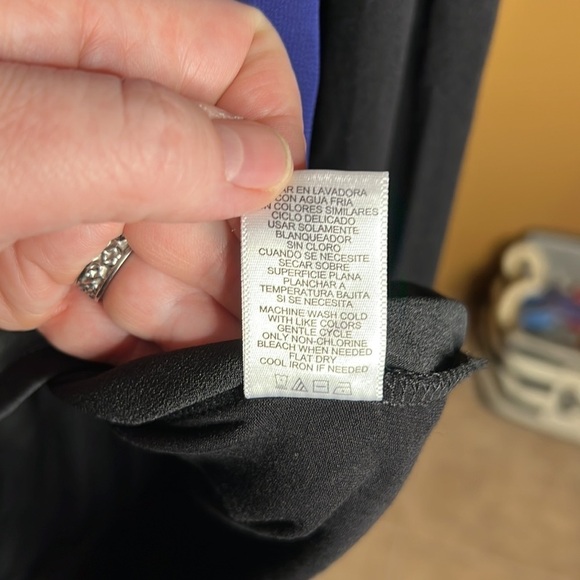 EN LAVADORA
CON AGUA FRIA
COLORES SIMILARES
CICLO DELICADO
USAR SOLAMENTE
BLANQUEADOR
SIN CLORO
CUANDO SE NECESITE
SECAR SOBRE
SUPERFICIE PLANA
PLANCHAR A
TEMPERATURA BAJITA
SI SE NECESITA
MACHINE WASH COLD
WITH LIKE COLORS
GENTLE CYCLE
ONLY NON-CHLORINE
BLEACH WHEN NEEDED
FLAT DRY
COOL IRON IF NEEDED